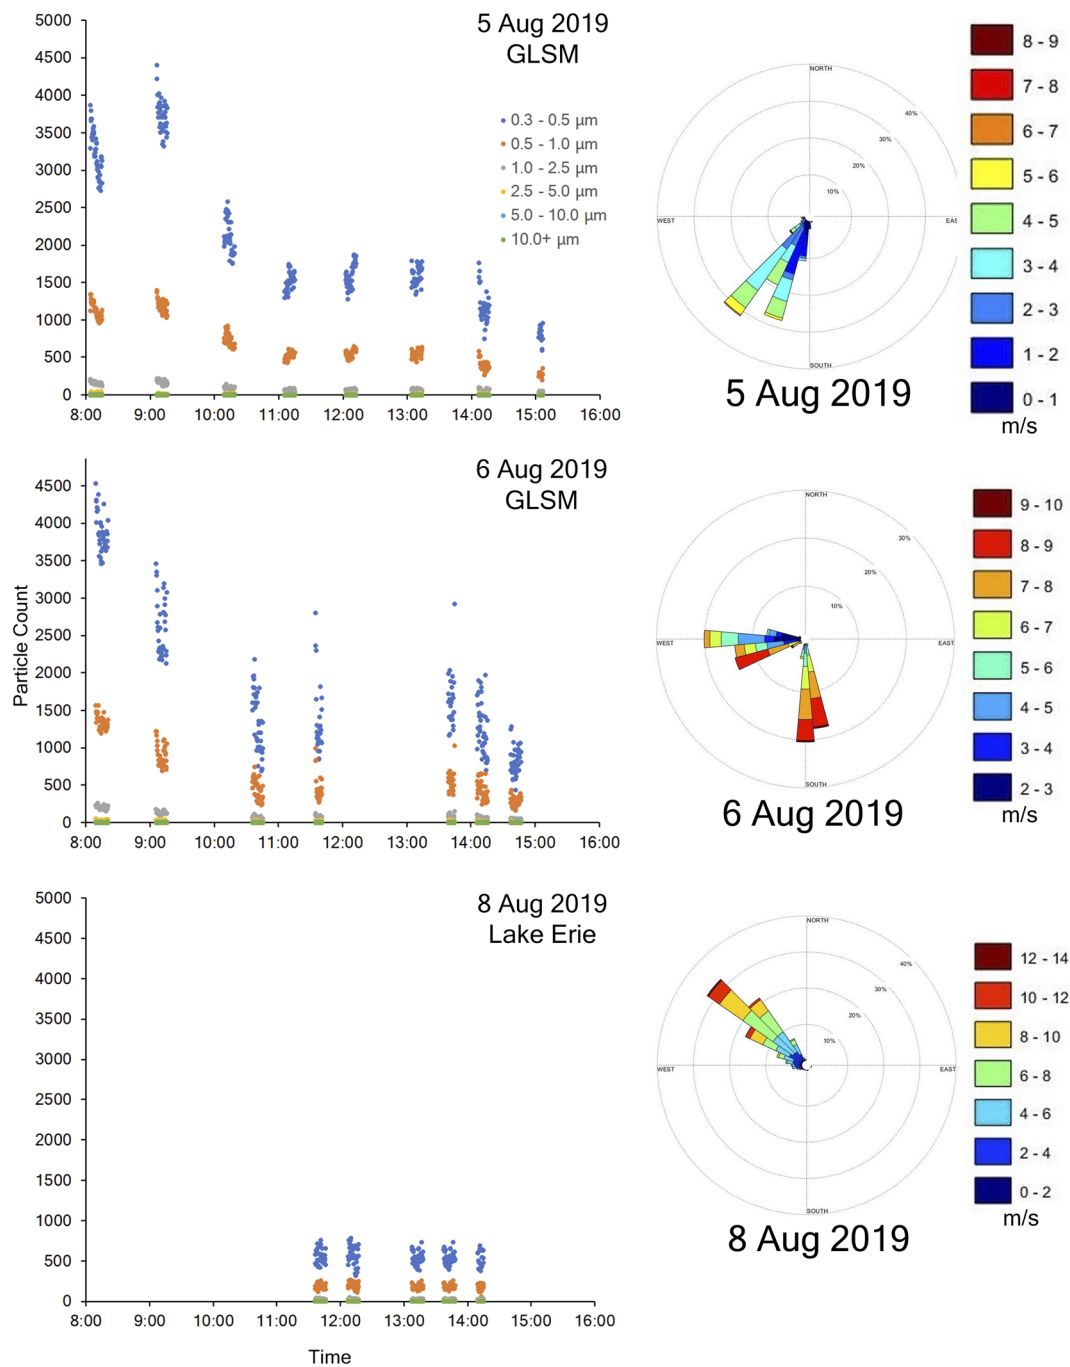 5000
4500
4000
3500
3000
2500
2000
1500
1000
500
0
8:00 9:00 10:00 11:00 12:00 13:00 14:00 15:00 16:00
5 Aug 2019
GLSM
0.3 - 0.5 µm
0.5 - 1.0 µm
1.0 - 2.5 µm
2.5 - 5.0 µm
5.0 - 10.0 µm
10.0+ µm
NORTH
40%
30%
20%
10%
WEST
EAS
SOUTH
5 Aug 2019
8 - 9
7 - 8
6 - 7
5 - 6
4 - 5
3 - 4
2 - 3
1 - 2
0 - 1
m/s
Particle Count
4500
4000
3500
3000
2500
2000
1500
1000
500
0
8:00 9:00 10:00 11:00 12:00 13:00 14:00 15:00 16:00
6 Aug 2019
GLSM
NORTH
30%
20%
10%
WEST
EAST
SOUTH
6 Aug 2019
9 - 10
8 - 9
7 - 8
6 - 7
5 - 6
4 - 5
3 - 4
2 - 3
m/s
5000
4500
4000
3500
3000
2500
2000
1500
1000
500
0
8:00 9:00 10:00 11:00 12:00 13:00 14:00 15:00 16:00
Time
8 Aug 2019
Lake Erie
NORTH
40%
30%
20%
10%
WEST
EAST
SOUTH
8 Aug 2019
12 - 14
10 - 12
8 - 10
6 - 8
4 - 6
2 - 4
0 - 2
m/s